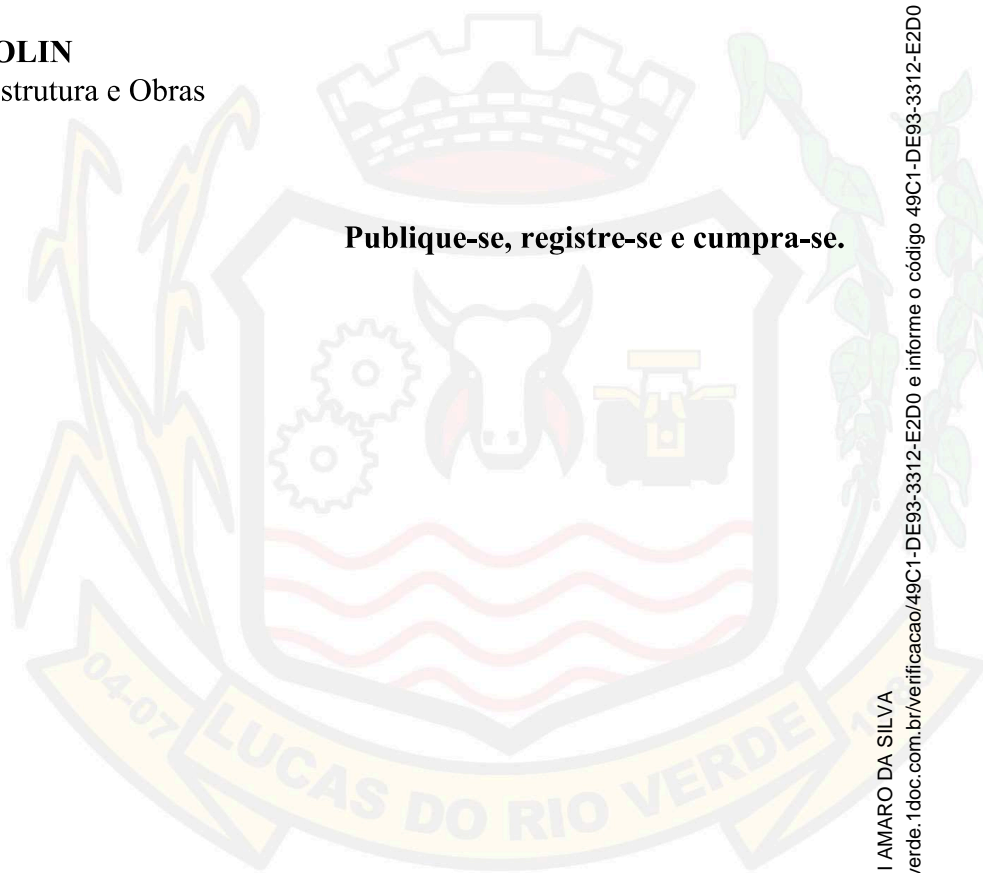 OLIN
strutura e Obras
Publique-se, registre-se e cumpra-se.
04-07
LUCAS DO RIO VERDE
I AMARO DA SILVA
verde.1doc.com.br/verificacao/49C1-DE93-3312-E2D0 e informe o código 49C1-DE93-3312-E2D0